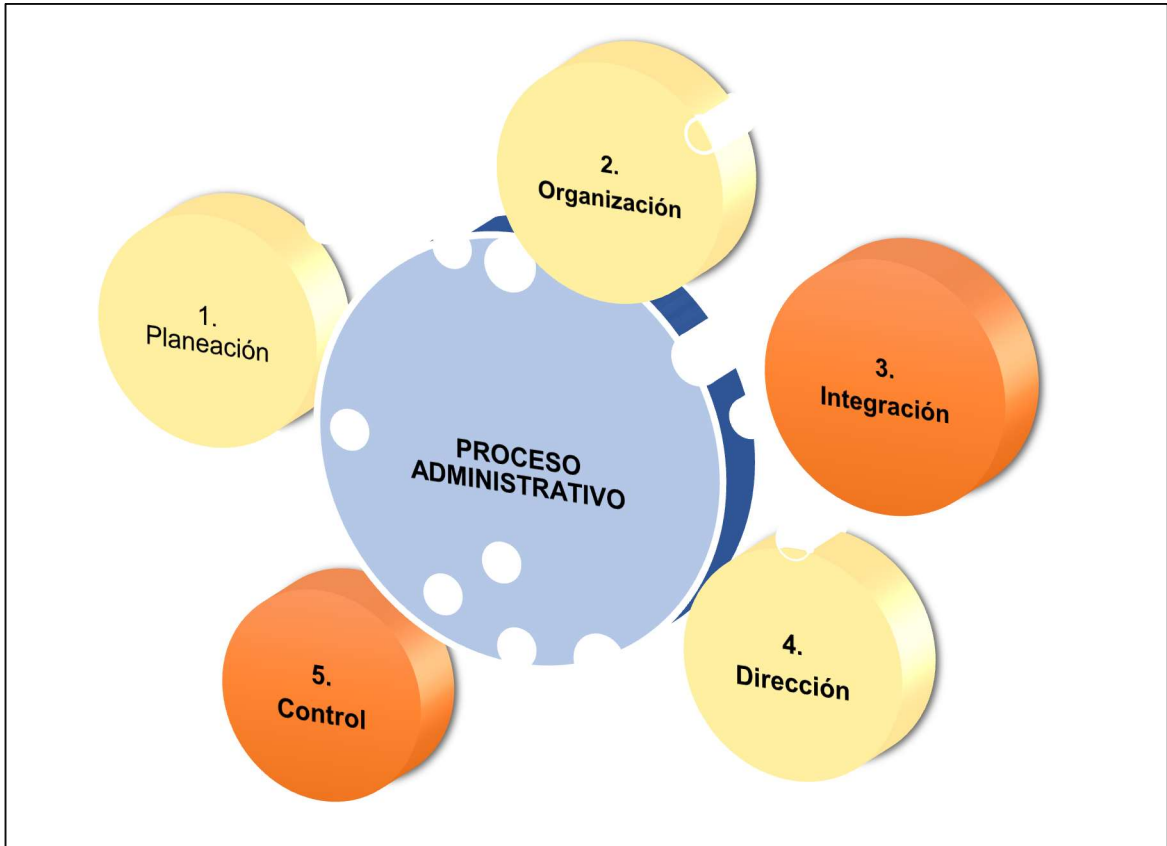 PROCESO
ADMINISTRATIVO
1.
Planeación
2.
Organización
3.
Integración
4.
Dirección
5.
Control